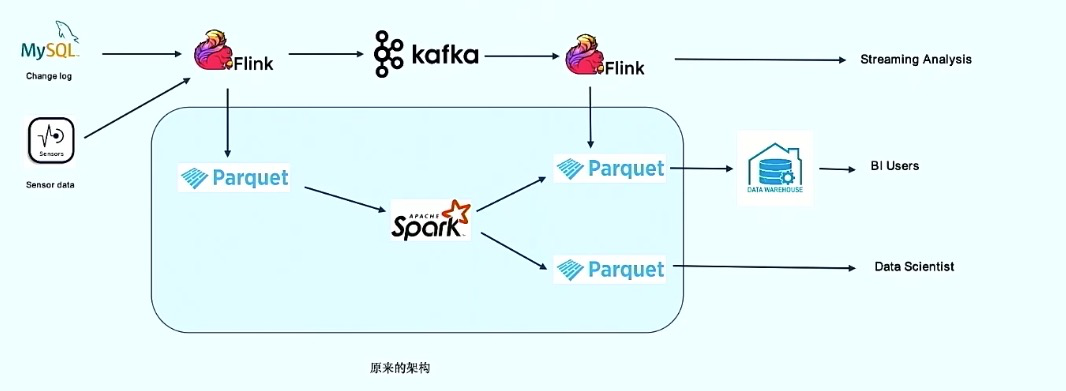 MySQL
Change log
Flink
kafka
Flink
Streaming Analysis
Sensors
Sensor data
Parquet
APACHE
Spark
Parquet
DATA WAREHOUSE
BI Users
Parquet
Data Scientist
原来的架构